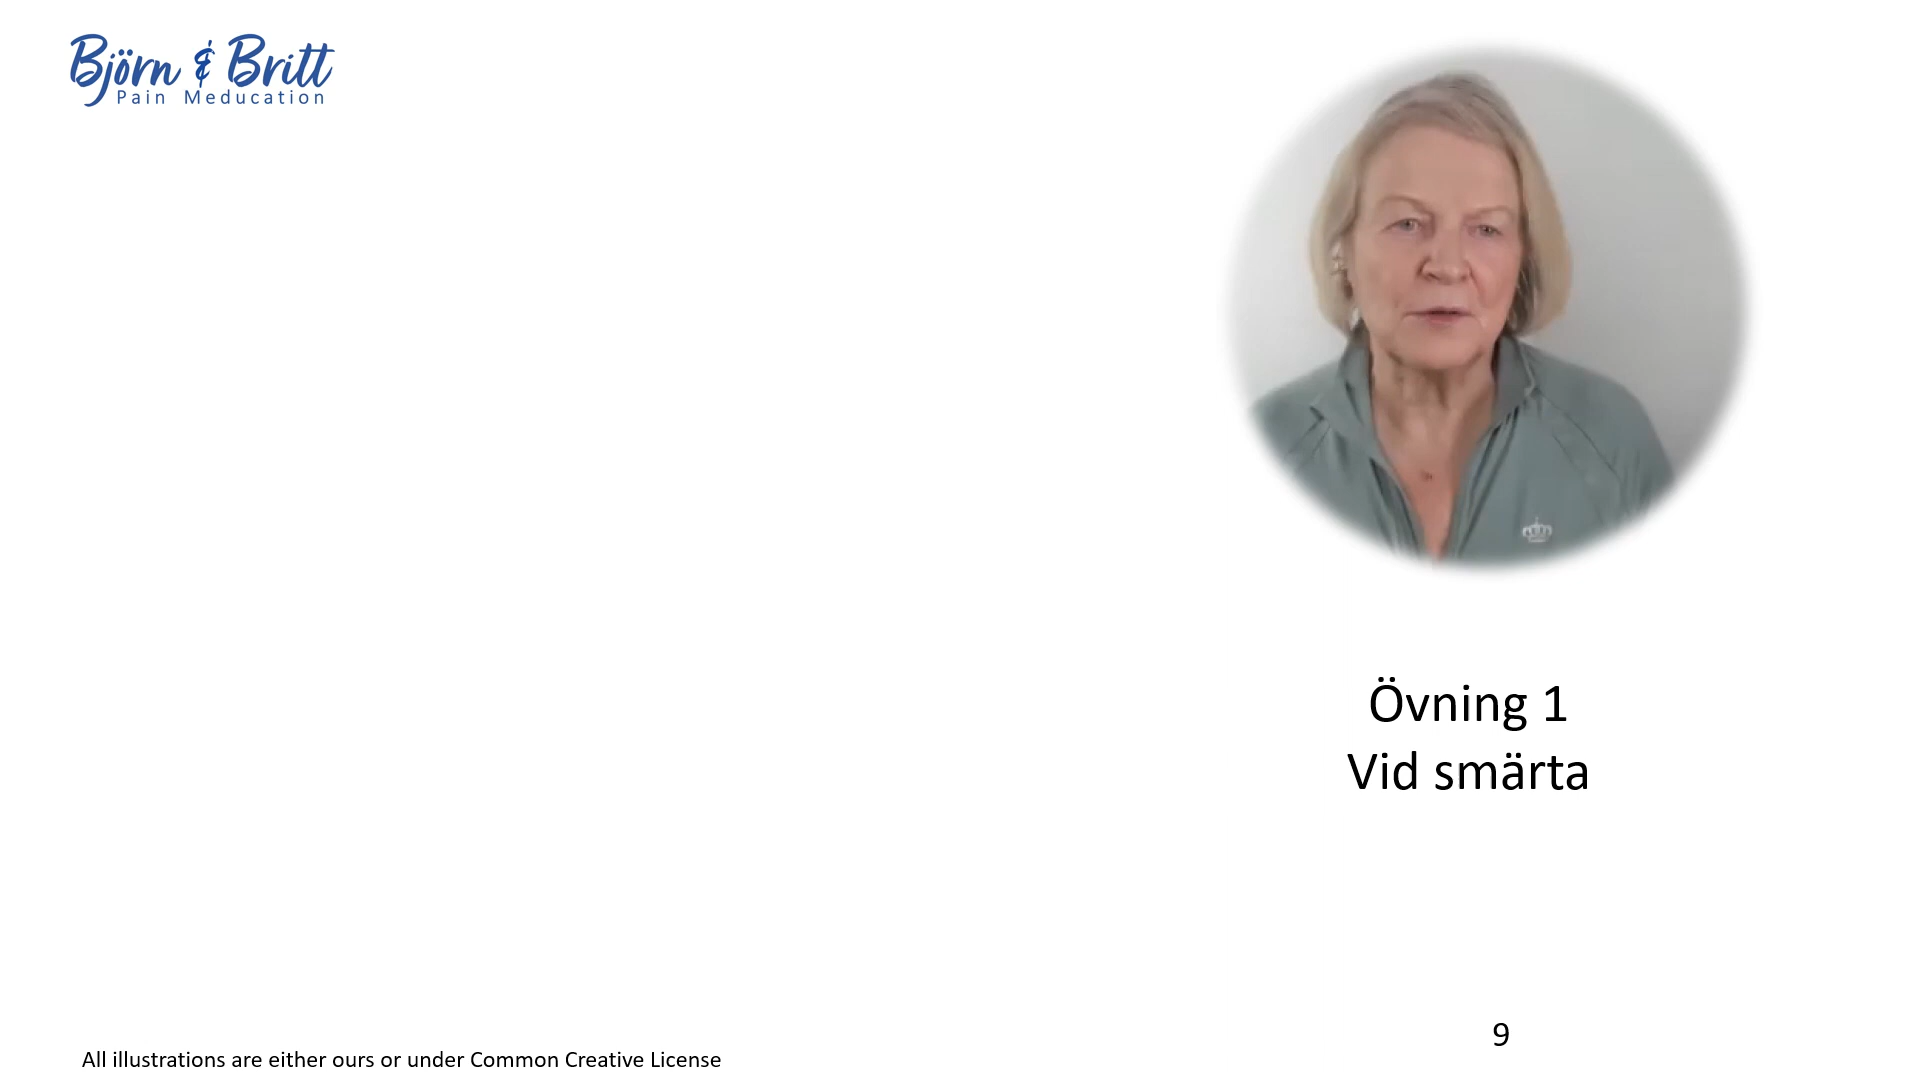 Björn & Britt
Pain Meducation
Övning 1
Vid smärta
9
All illustrations are either ours or under Common Creative License